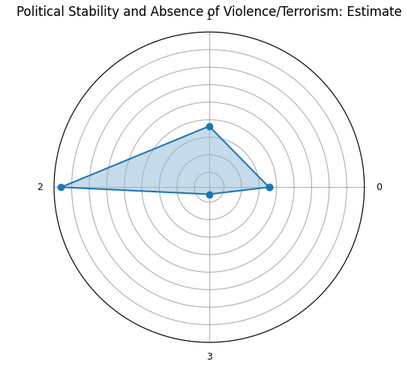 Political Stability and Absence of Violence/Terrorism: Estimate
1
2
0
3